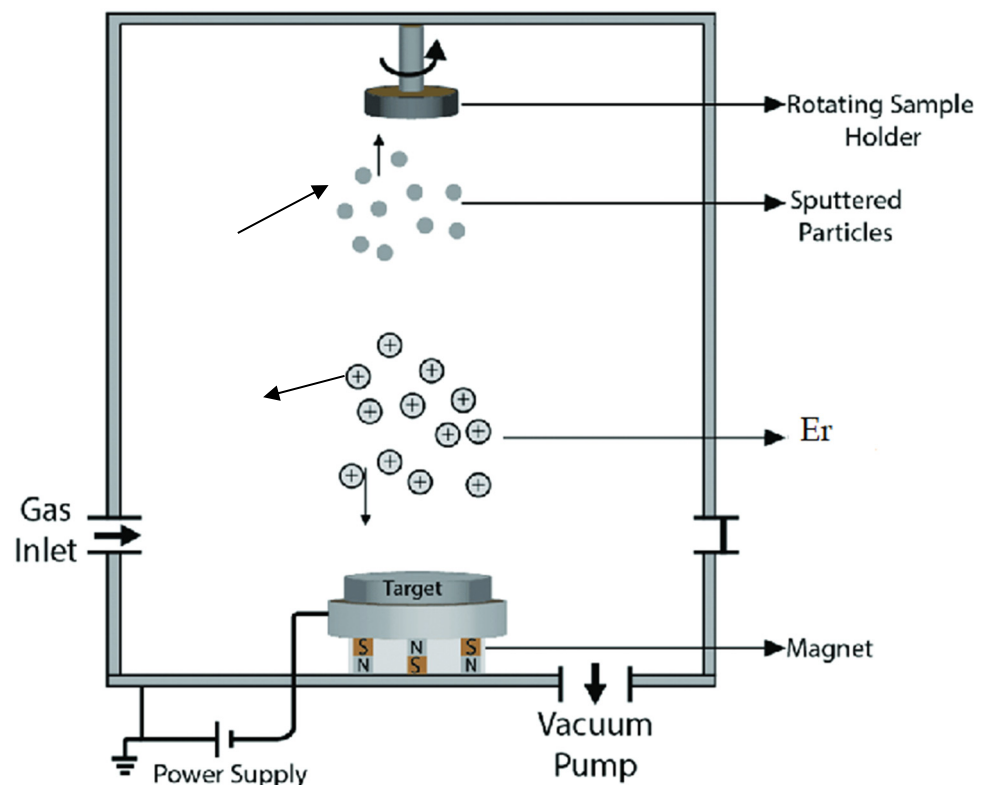 Rotating Sample
Holder
Sputtered
Particles
Er
Gas
Inlet
Target
S N S
N S N
Magnet
Vacuum
Pump
Power Supply